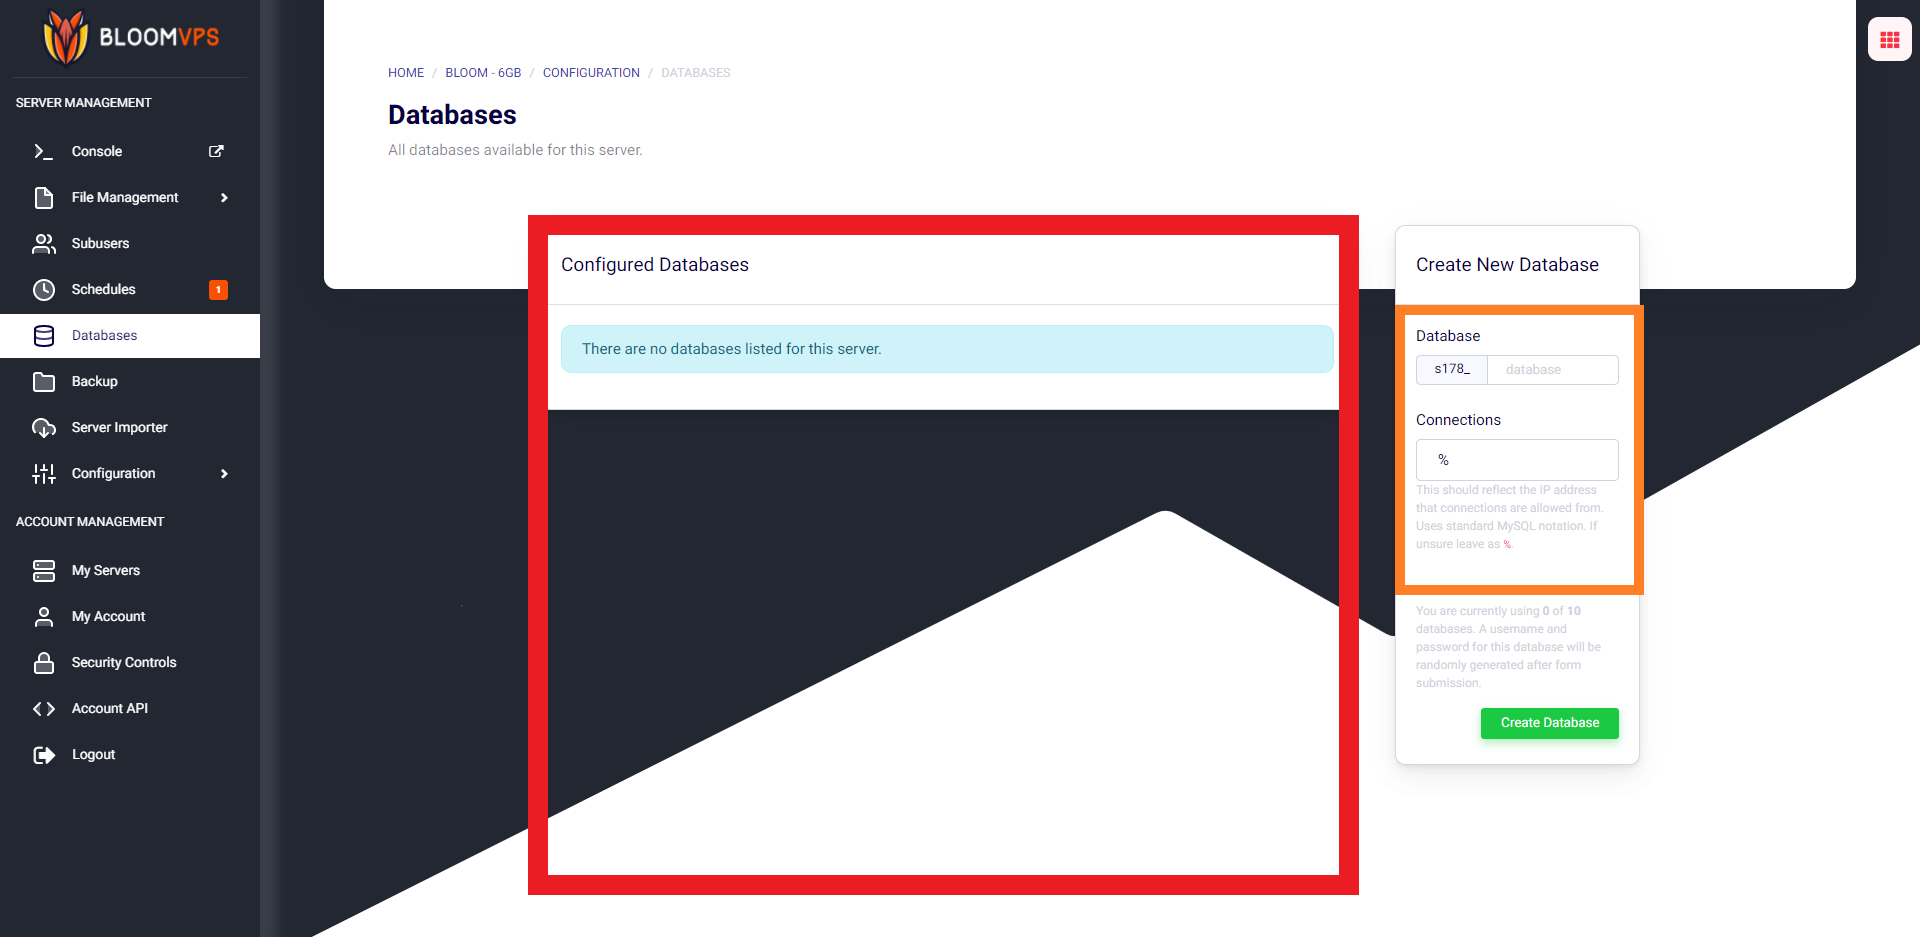 BLOOMVPS
SERVER MANAGEMENT
Console
File Management
Subusers
Schedules 1
Databases
Backup
Server Importer
Configuration
ACCOUNT MANAGEMENT
My Servers
My Account
Security Controls
Account API
Logout
HOME / BLOOM - 6GB / CONFIGURATION / DATABASES
Databases
All databases available for this server.
Configured Databases
There are no databases listed for this server.
Create New Database
Database
s178_ database
Connections
%
This should reflect the IP address
that connections are allowed from.
Uses standard MySQL notation. If
unsure leave as %.
You are currently using 0 of 10
databases. A username and
password for this database will be
randomly generated after form
submission.
Create Database